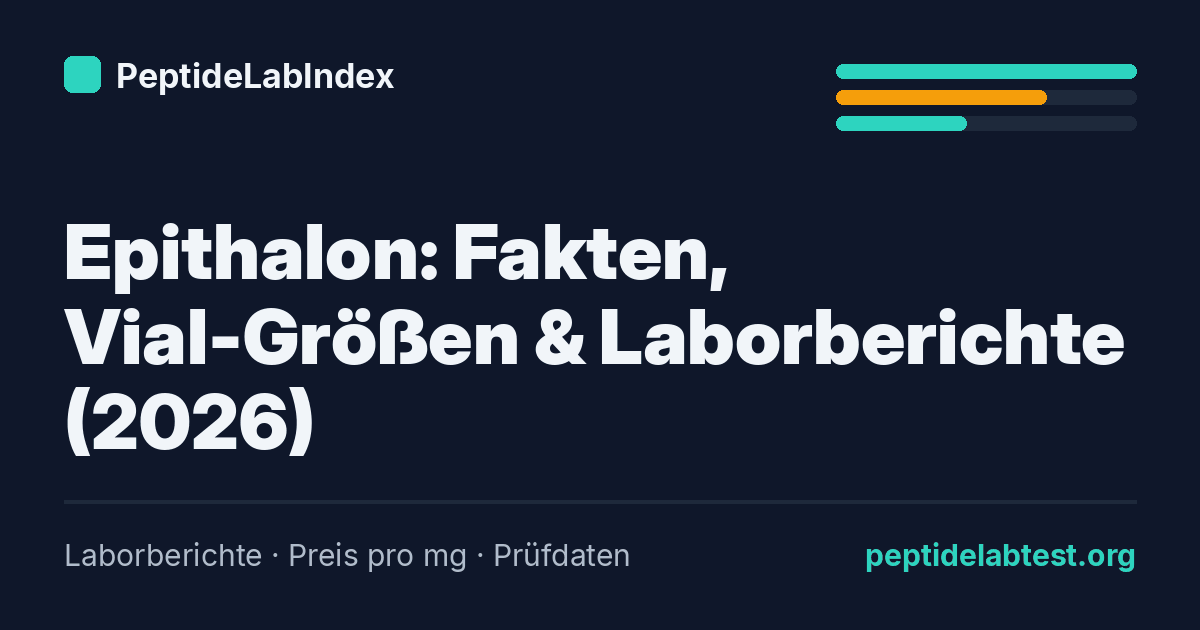 PeptideLabIndex
Epithalon: Fakten,
Vial-Größen & Laborberichte
(2026)
Laborberichte · Preis pro mg · Prüfdaten
peptidelabtest.org